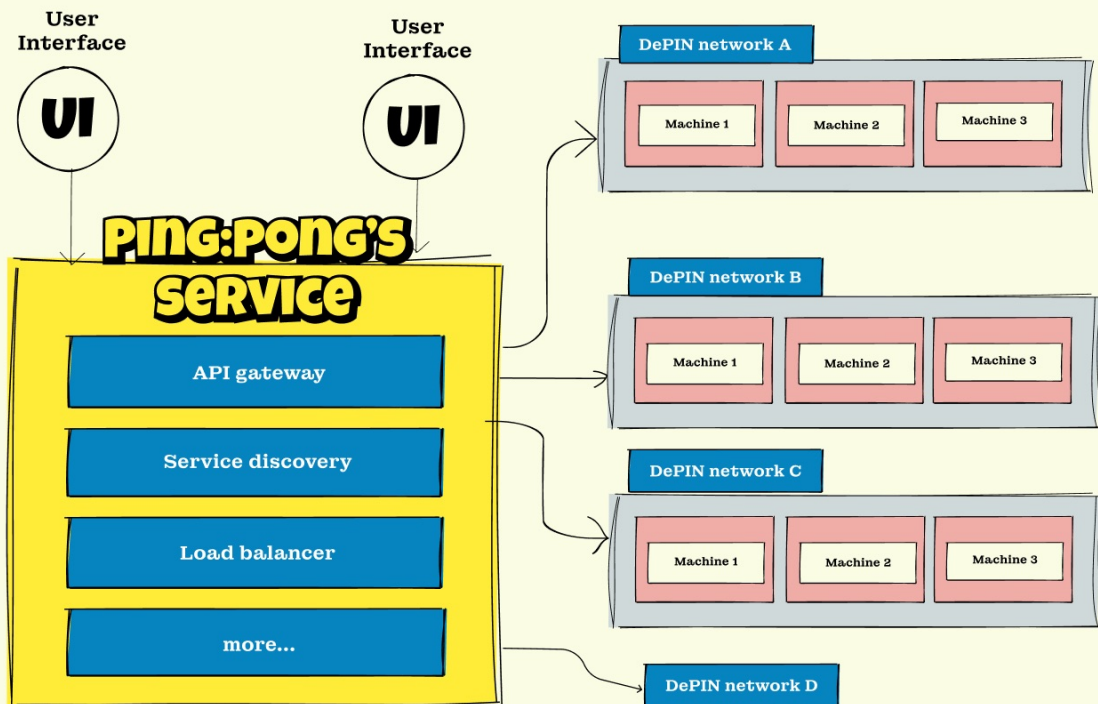 User
Interface
UI
User
Interface
UI
PING:PONG'S
SERVICE
API gateway
Service discovery
Load balancer
more...
DePIN network A
Machine 1
Machine 2
Machine 3
DePIN network B
Machine 1
Machine 2
Machine 3
DePIN network C
Machine 1
Machine 2
Machine 3
DePIN network D